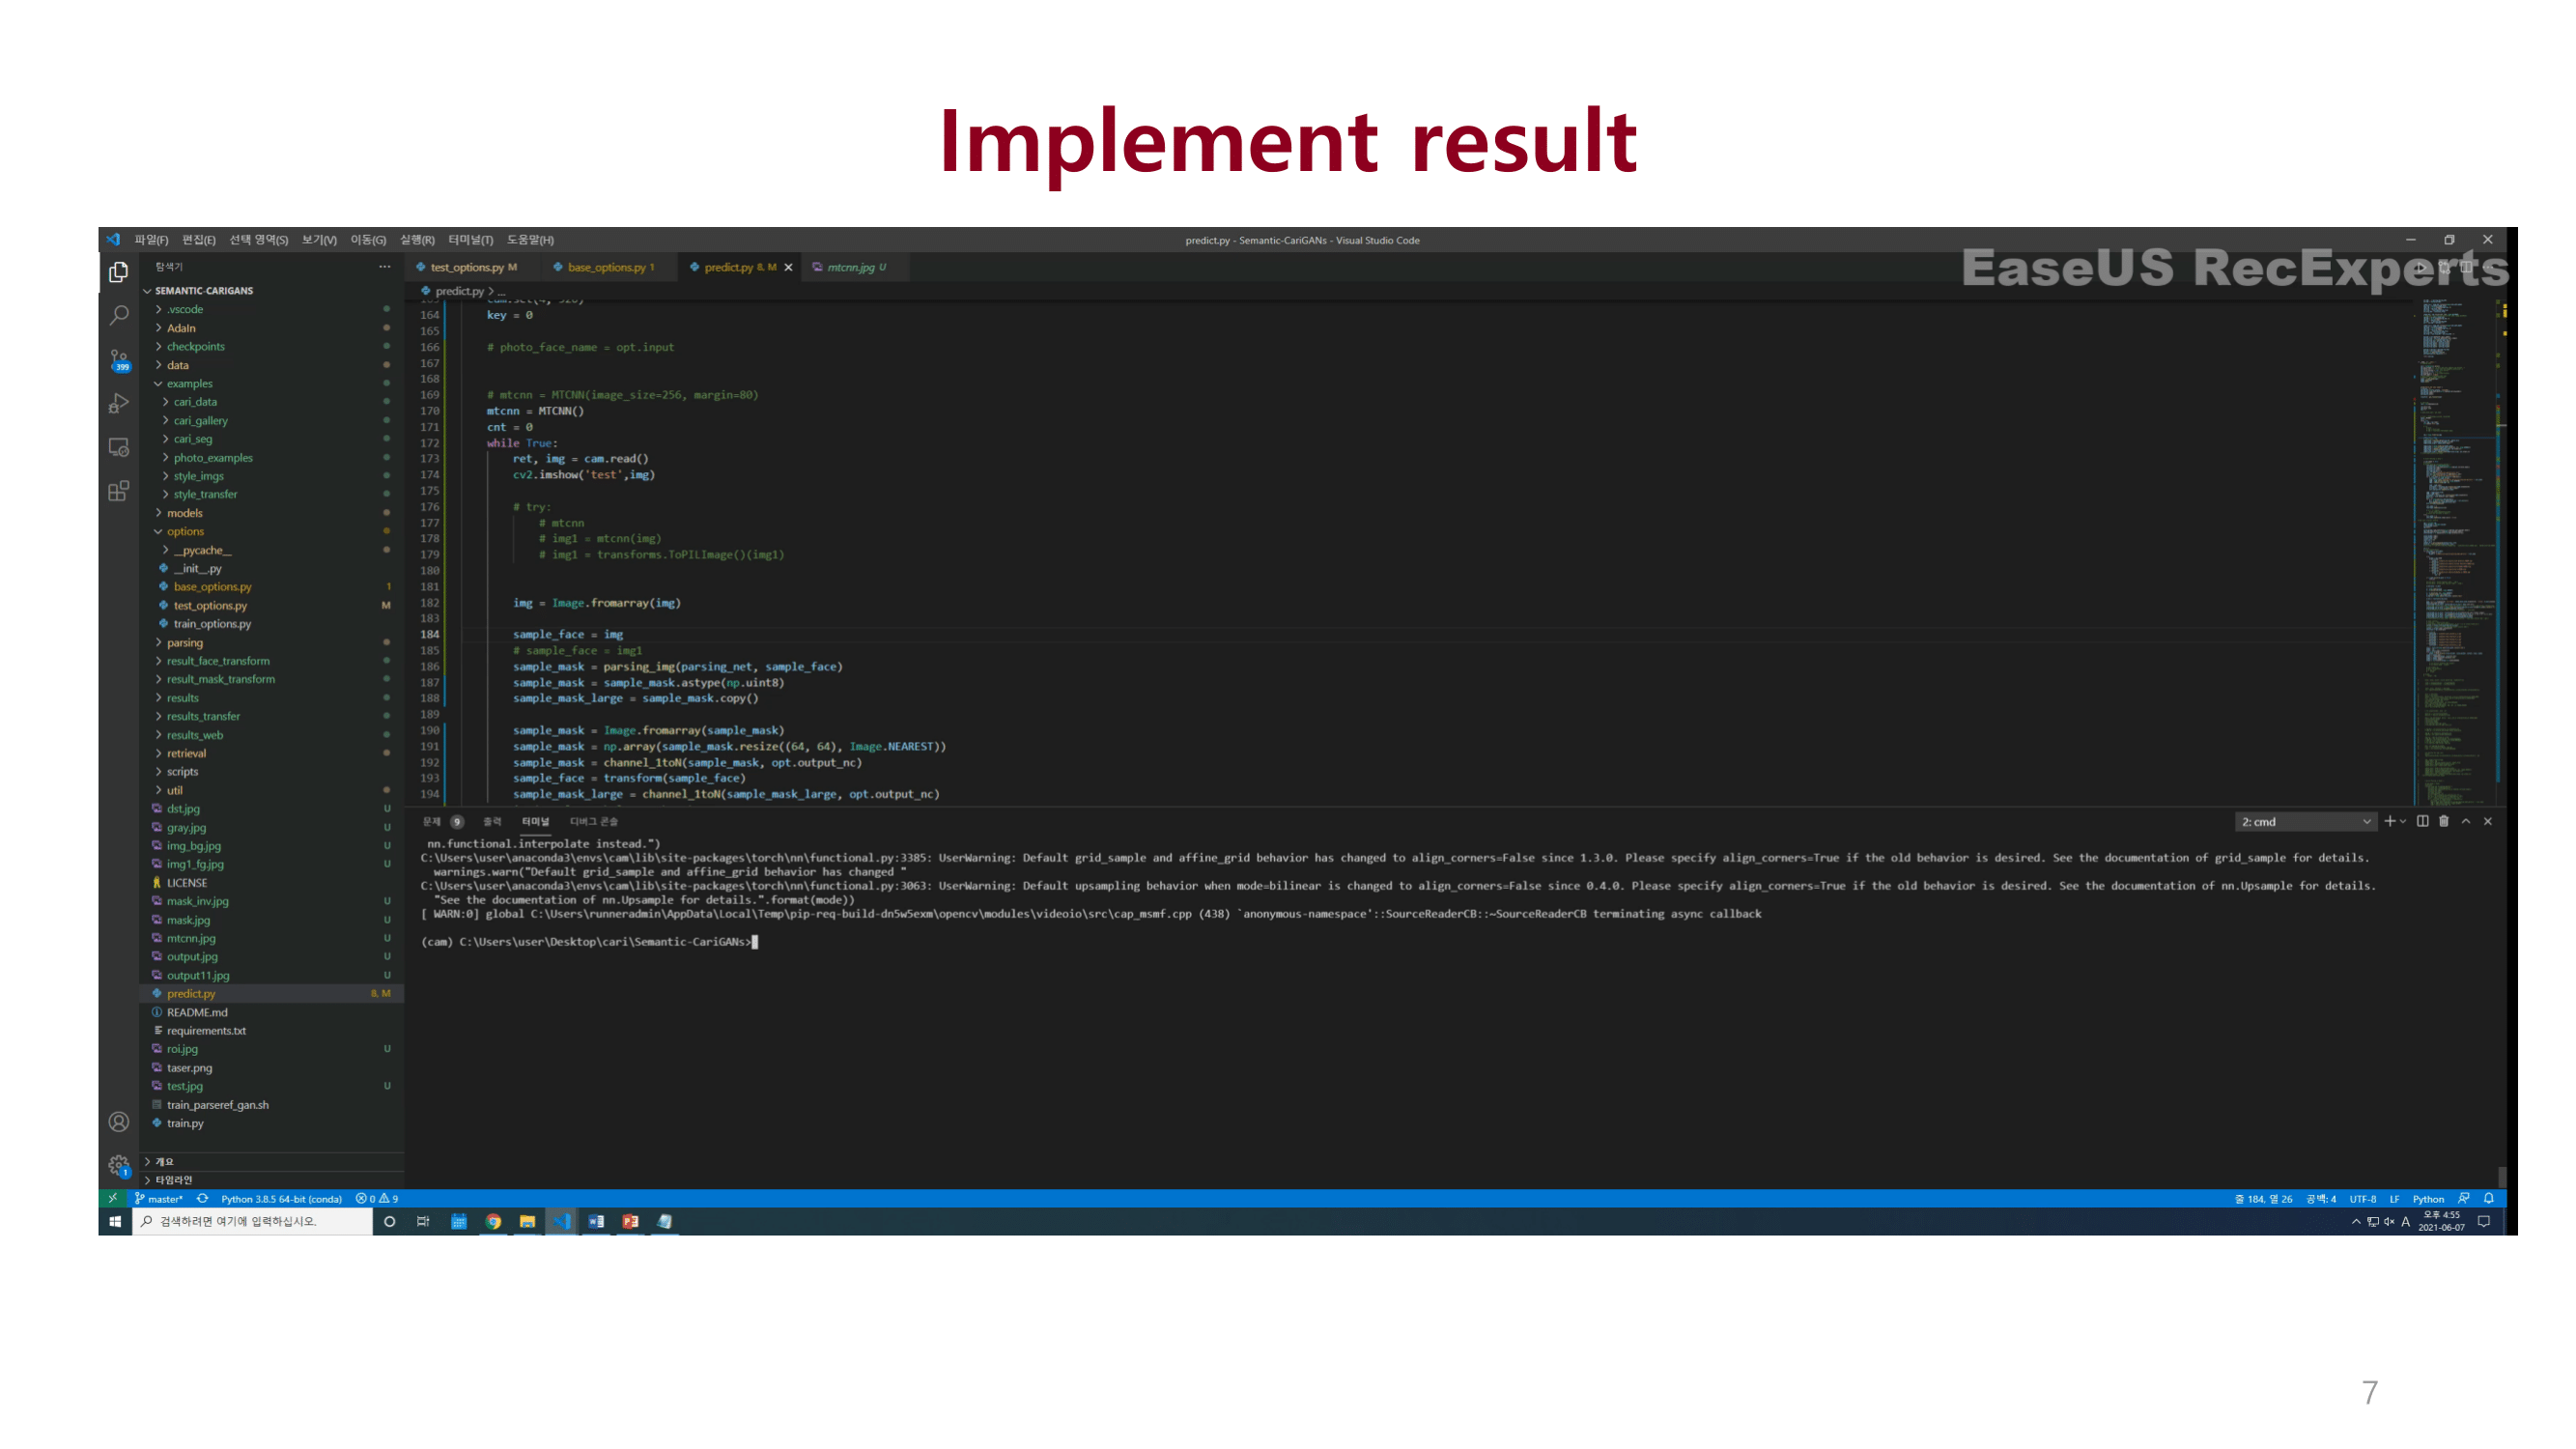 Implement result
파일(F) 편집(E) 선택 영역(S) 보기(V) 이동(G) 실행(R) 터미널(T) 도움말(H)
predict.py - Semantic-CariGANs - Visual Studio Code
EaseUS RecExperts
탐색기
SEMANTIC-CARIGANS
.vscode
AdaIn
checkpoints
data
examples
cari_data
cari_gallery
cari_seg
photo_examples
style_imgs
style_transfer
models
options
__pycache__
__init__.py
base_options.py 1
test_options.py M
train_options.py
parsing
result_face_transform
result_mask_transform
results
results_transfer
results_web
retrieval
scripts
util
dst.jpg U
gray.jpg U
img_bg.jpg U
img1_fg.jpg U
LICENSE
mask_inv.jpg U
mask.jpg U
mtcnn.jpg U
output.jpg U
output11.jpg U
predict.py 8, M
README.md
requirements.txt
roi.jpg U
taser.png
test.jpg U
train_parseref_gan.sh
train.py
개요
타임라인
399
1
test_options.py M base_options.py 1 predict.py 8, M mtcnn.jpg U
predict.py > ...
164 key = 0
165
166 # photo_face_name = opt.input
167
168
169 # mtcnn = MTCNN(image_size=256, margin=80)
170 mtcnn = MTCNN()
171 cnt = 0
172 while True:
173 ret, img = cam.read()
174 cv2.imshow('test',img)
175
176 # try:
177 # mtcnn
178 # img1 = mtcnn(img)
179 # img1 = transforms.ToPILImage()(img1)
180
181
182 img = Image.fromarray(img)
183
184 sample_face = img
185 # sample_face = img1
186 sample_mask = parsing_img(parsing_net, sample_face)
187 sample_mask = sample_mask.astype(np.uint8)
188 sample_mask_large = sample_mask.copy()
189
190 sample_mask = Image.fromarray(sample_mask)
191 sample_mask = np.array(sample_mask.resize((64, 64), Image.NEAREST))
192 sample_mask = channel_1toN(sample_mask, opt.output_nc)
193 sample_face = transform(sample_face)
194 sample_mask_large = channel_1toN(sample_mask_large, opt.output_nc)
문제 9 출력 터미널 디버그 콘솔
2: cmd
nn.functional.interpolate instead.")
C:\Users\user\anaconda3\envs\cam\lib\site-packages\torch\nn\functional.py:3385: UserWarning: Default grid_sample and affine_grid behavior has changed to align_corners=False since 1.3.0. Please specify align_corners=True if the old behavior is desired. See the documentation of grid_sample for details.
warnings.warn("Default grid_sample and affine_grid behavior has changed "
C:\Users\user\anaconda3\envs\cam\lib\site-packages\torch\nn\functional.py:3063: UserWarning: Default upsampling behavior when mode=bilinear is changed to align_corners=False since 0.4.0. Please specify align_corners=True if the old behavior is desired. See the documentation of nn.Upsample for details.
"See the documentation of nn.Upsample for details.".format(mode))
[ WARN:0] global C:\Users\runneradmin\AppData\Local\Temp\pip-req-build-dn5w5exm\opencv\modules\videoio\src\cap_msmf.cpp (438) `anonymous-namespace'::SourceReaderCB::~SourceReaderCB terminating async callback
(cam) C:\Users\user\Desktop\cari\Semantic-CariGANs>
master* Python 3.8.5 64-bit (conda) 0 9
줄 184, 열 26 공백: 4 UTF-8 LF Python
검색하려면 여기에 입력하십시오.
A 오후 4:55
2021-06-07
7